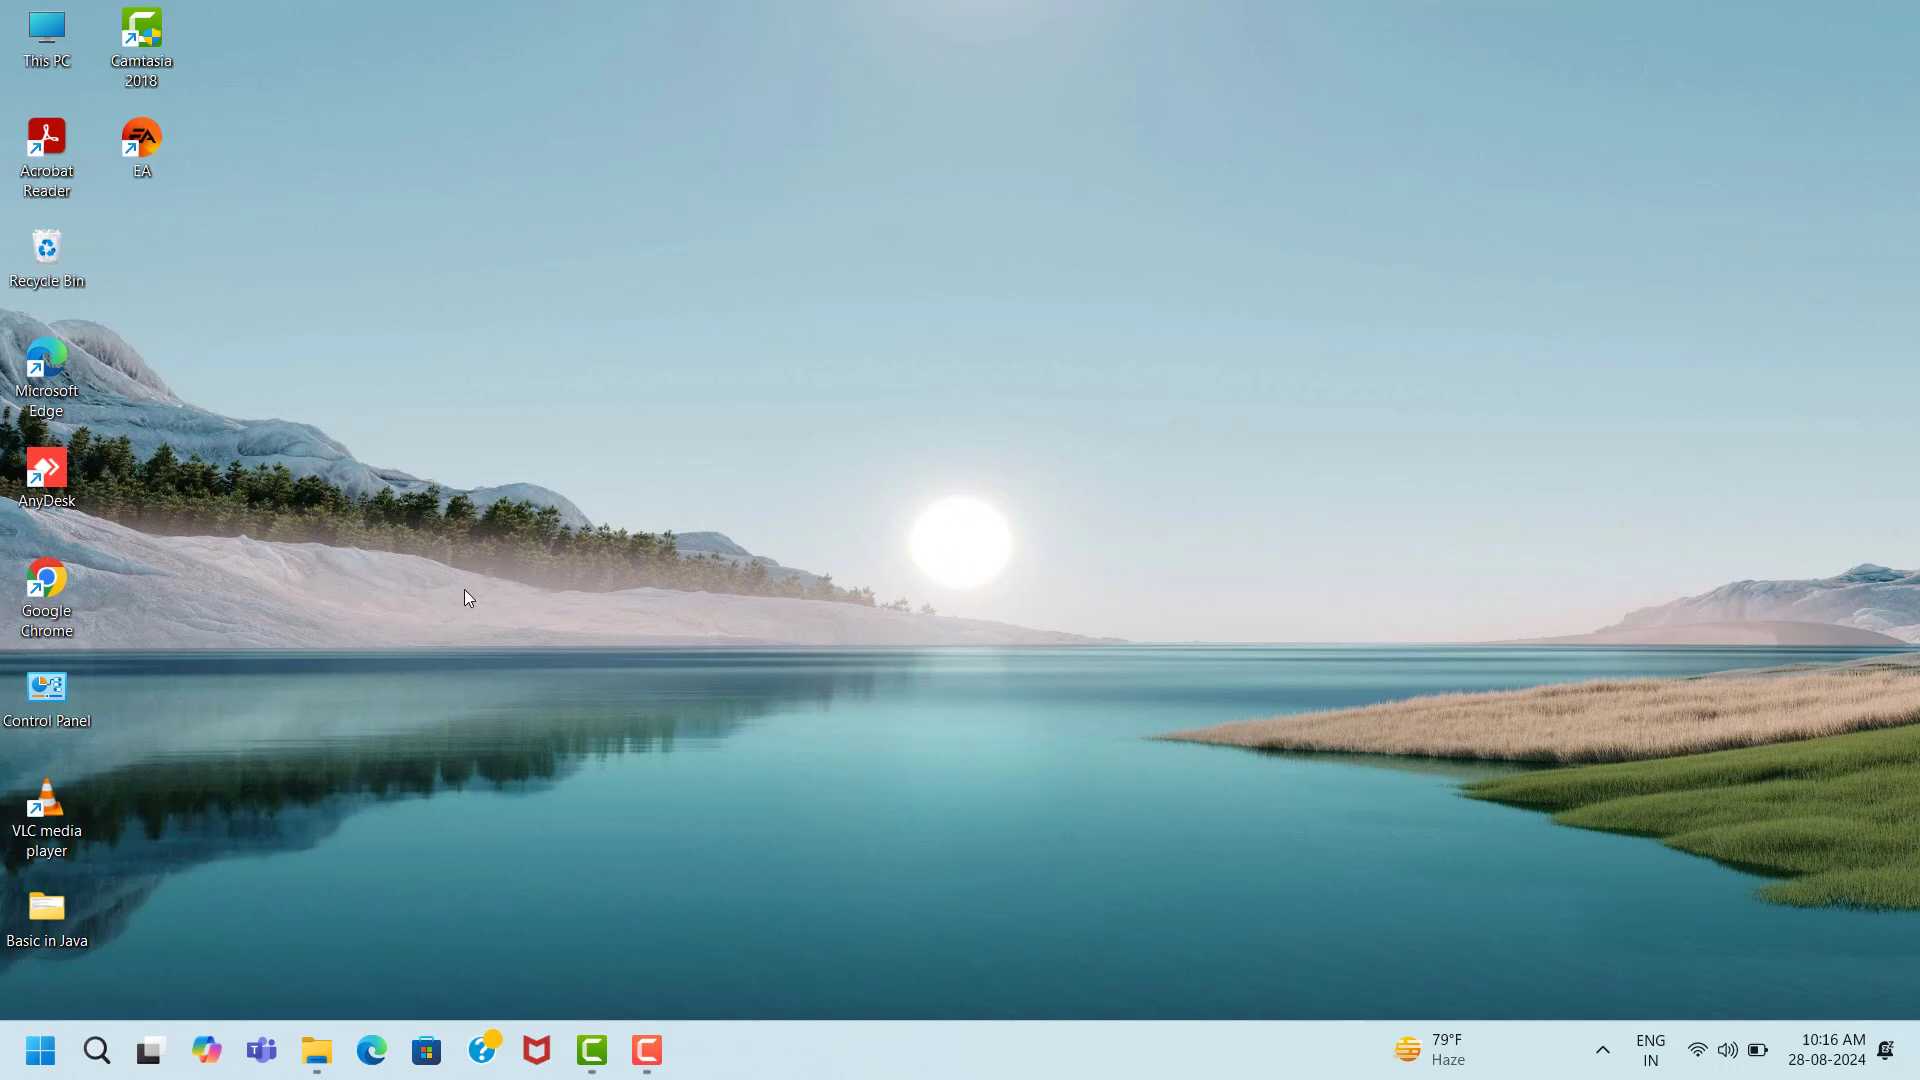 This PC
Camtasia
2018
Acrobat
Reader
EA
Recycle Bin
Microsoft
Edge
AnyDesk
Google
Chrome
Control Panel
VLC media
player
Basic in Java
79°F
Haze
ENG
IN
10:16 AM
28-08-2024